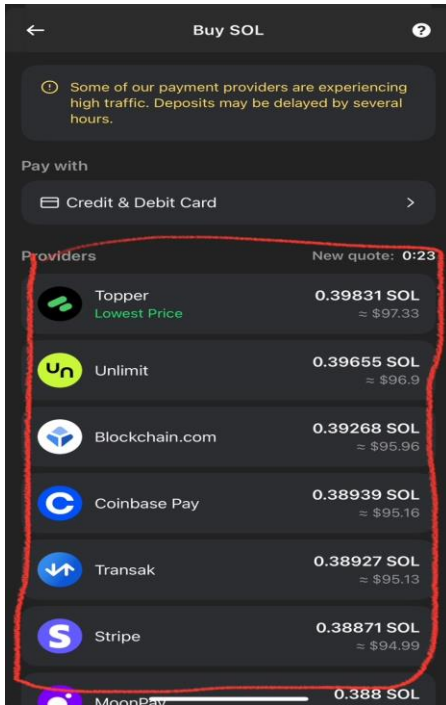 Buy SOL
?
Some of our payment providers are experiencing
high traffic. Deposits may be delayed by several
hours.
Pay with
Credit & Debit Card
Providers New quote: 0:23
Topper 0.39831 SOL
Lowest Price ≈ $97.33
Un Unlimit 0.39655 SOL
≈ $96.9
Blockchain.com 0.39268 SOL
≈ $95.96
C Coinbase Pay 0.38939 SOL
≈ $95.16
Transak 0.38927 SOL
≈ $95.13
S Stripe 0.38871 SOL
≈ $94.99
MoonPay 0.388 SOL